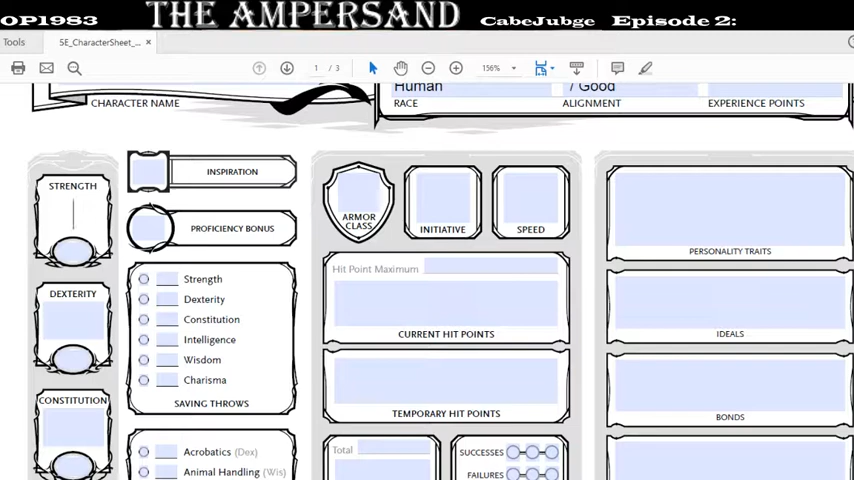 OP1983 THE AMPERSAND CabeJubge Episode 2:
Tools 5E_CharacterSheet_... ×
1 / 3 156%
Human / Good
CHARACTER NAME RACE ALIGNMENT EXPERIENCE POINTS
STRENGTH
INSPIRATION
PROFICIENCY BONUS
ARMOR
CLASS
INITIATIVE
SPEED
PERSONALITY TRAITS
DEXTERITY
Strength
Dexterity
Constitution
Intelligence
Wisdom
Charisma
SAVING THROWS
Hit Point Maximum
CURRENT HIT POINTS
IDEALS
CONSTITUTION
TEMPORARY HIT POINTS
BONDS
Acrobatics (Dex)
Animal Handling (Wis)
Total
SUCCESSES
FAILURES